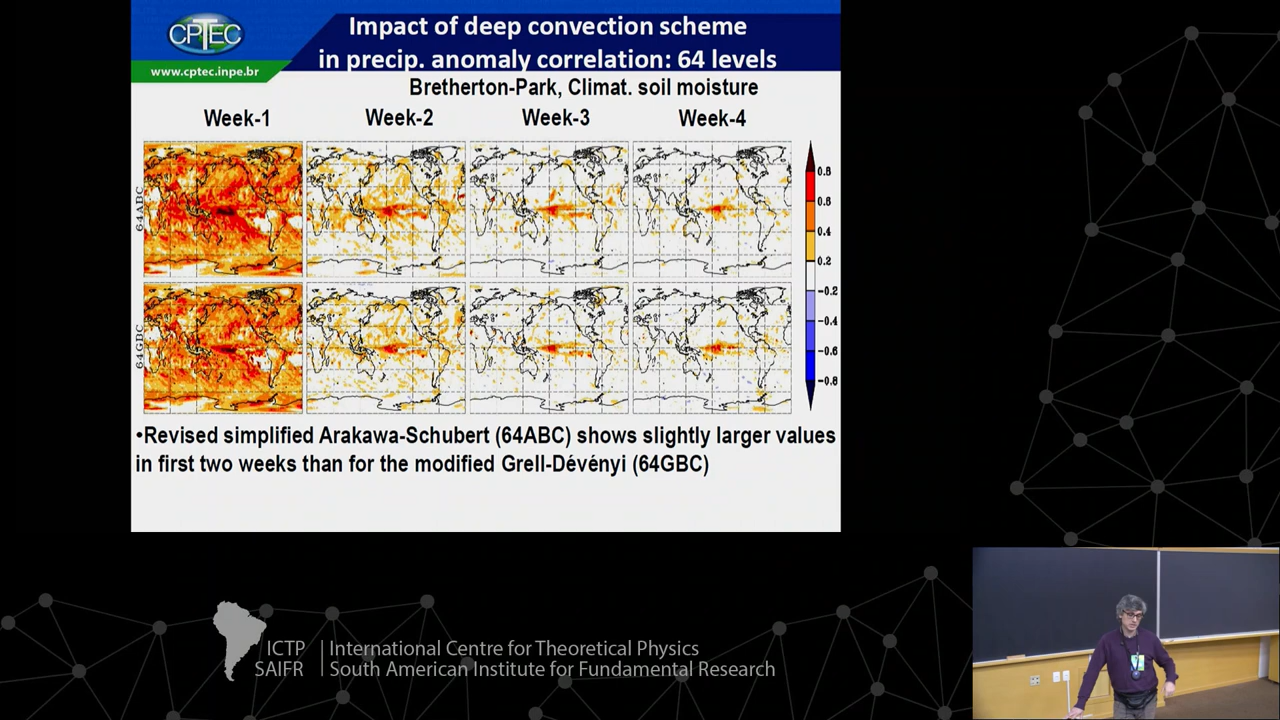 CPTEC
www.cptec.inpe.br
Impact of deep convection scheme
in precip. anomaly correlation: 64 levels
Bretherton-Park, Climat. soil moisture
Week-1 Week-2 Week-3 Week-4
64ABC
64GBC
0.8
0.6
0.4
0.2
-0.2
-0.4
-0.6
-0.8
•Revised simplified Arakawa-Schubert (64ABC) shows slightly larger values
in first two weeks than for the modified Grell-Dévényi (64GBC)
ICTP
SAIFR
International Centre for Theoretical Physics
South American Institute for Fundamental Research